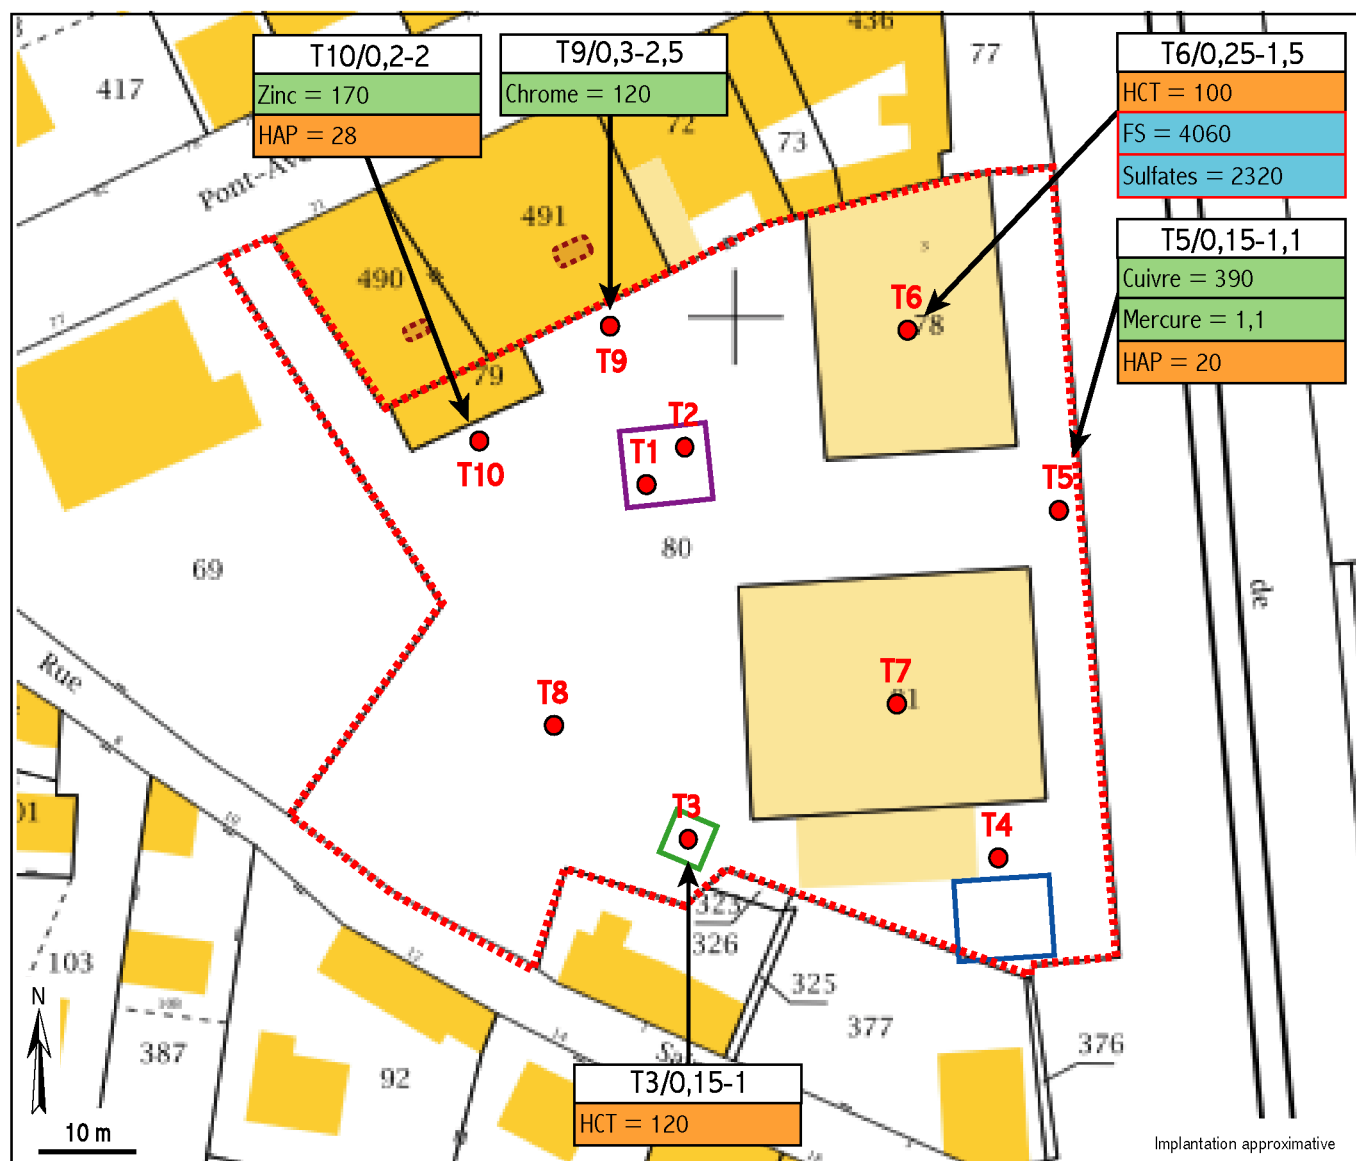 436
77
417
T10/0,2-2
Zinc = 170
HAP = 28
T9/0,3-2,5
Chrome = 120
T6/0,25-1,5
HCT = 100
FS = 4060
Sulfates = 2320
T5/0,15-1,1
Cuivre = 390
Mercure = 1,1
HAP = 20
72
73
491
490
79
T9
T6
78
T10
T1
T2
T5
80
69
de
Rue
T8
T7
T3
T4
103
387
92
326
325
377
376
10
12
14
N
10 m
T3/0,15-1
HCT = 120
Implantation approximative